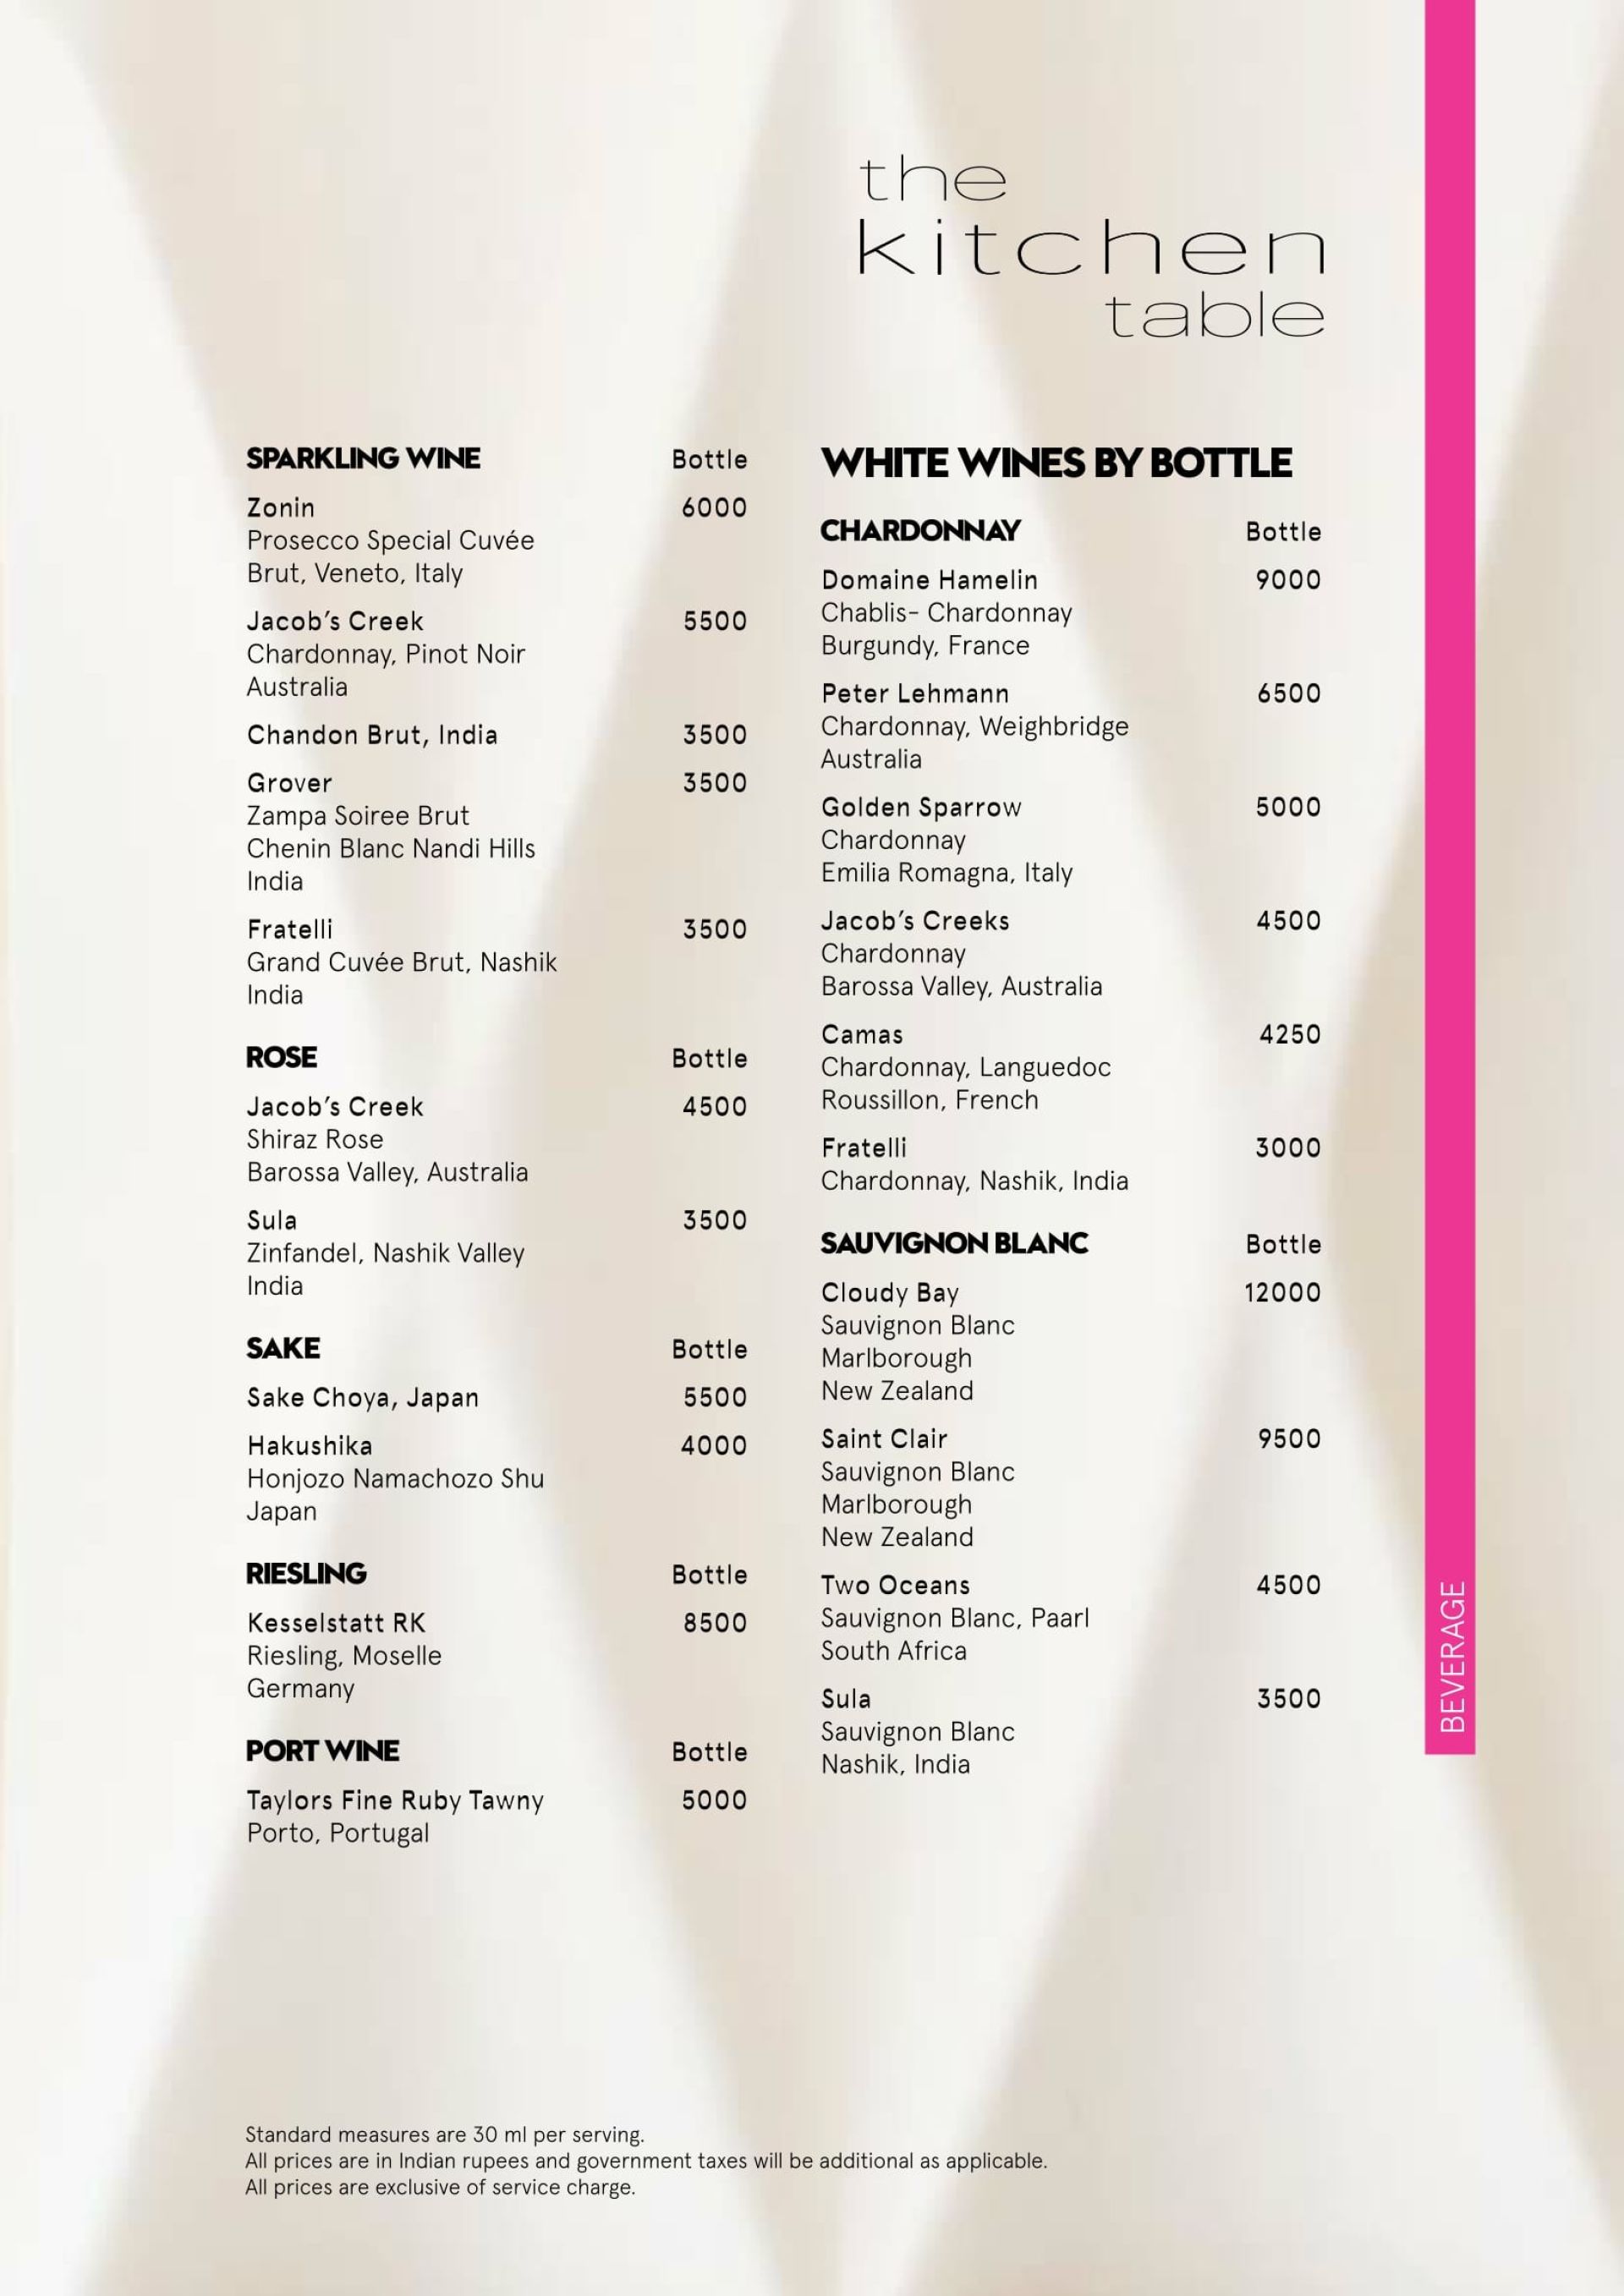 the
kitchen
table
SPARKLING WINE Bottle
Zonin 6000
Prosecco Special Cuvée
Brut, Veneto, Italy
Jacob's Creek 5500
Chardonnay, Pinot Noir
Australia
Chandon Brut, India 3500
Grover 3500
Zampa Soiree Brut
Chenin Blanc Nandi Hills
India
Fratelli 3500
Grand Cuvée Brut, Nashik
India
ROSE Bottle
Jacob's Creek 4500
Shiraz Rose
Barossa Valley, Australia
Sula 3500
Zinfandel, Nashik Valley
India
SAKE Bottle
Sake Choya, Japan 5500
Hakushika 4000
Honjozo Namachozo Shu
Japan
RIESLING Bottle
Kesselstatt RK 8500
Riesling, Moselle
Germany
PORT WINE Bottle
Taylors Fine Ruby Tawny 5000
Porto, Portugal
WHITE WINES BY BOTTLE
CHARDONNAY Bottle
Domaine Hamelin 9000
Chablis- Chardonnay
Burgundy, France
Peter Lehmann 6500
Chardonnay, Weighbridge
Australia
Golden Sparrow 5000
Chardonnay
Emilia Romagna, Italy
Jacob's Creeks 4500
Chardonnay
Barossa Valley, Australia
Camas 4250
Chardonnay, Languedoc
Roussillon, French
Fratelli 3000
Chardonnay, Nashik, India
SAUVIGNON BLANC Bottle
Cloudy Bay 12000
Sauvignon Blanc
Marlborough
New Zealand
Saint Clair 9500
Sauvignon Blanc
Marlborough
New Zealand
Two Oceans 4500
Sauvignon Blanc, Paarl
South Africa
Sula 3500
Sauvignon Blanc
Nashik, India
BEVERAGE
Standard measures are 30 ml per serving.
All prices are in Indian rupees and government taxes will be additional as applicable.
All prices are exclusive of service charge.